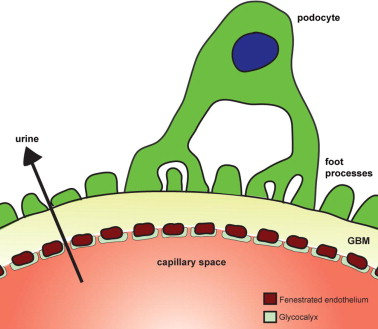 podocyte
urine
foot
processes
GBM
capillary space
Fenestrated endothelium
Glycocalyx